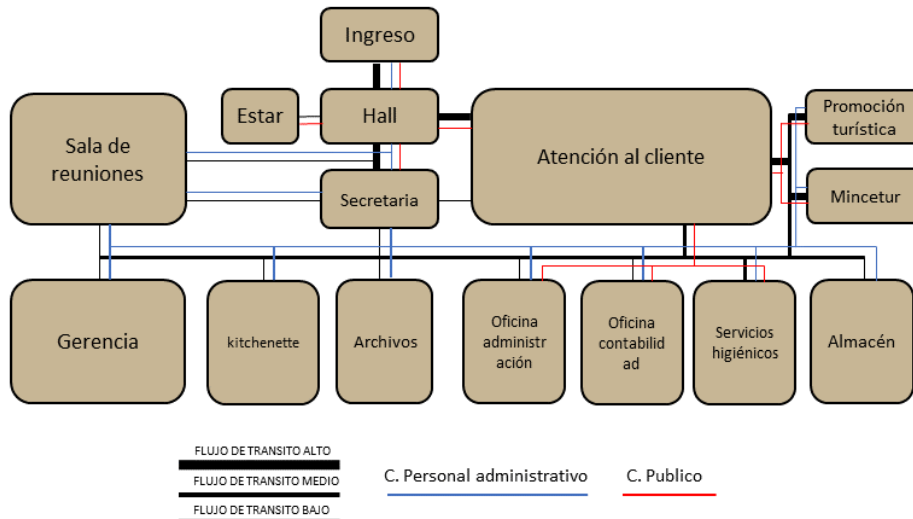 Ingreso
Estar
Hall
Sala de
reuniones
Atención al cliente
Promoción
turística
Secretaria
Mincetur
Gerencia
kitchenette
Archivos
Oficina
administr
ación
Oficina
contabilid
ad
Servicios
higiénicos
Almacén
FLUJO DE TRANSITO ALTO
FLUJO DE TRANSITO MEDIO
FLUJO DE TRANSITO BAJO
C. Personal administrativo
C. Publico